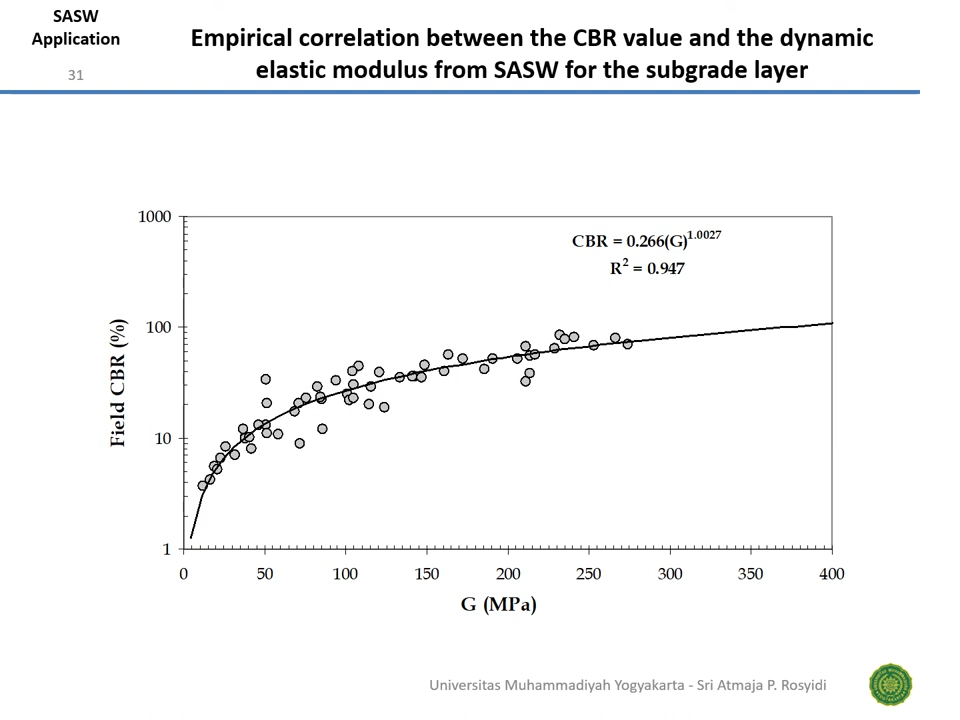 SASW
Application
31
Empirical correlation between the CBR value and the dynamic
elastic modulus from SASW for the subgrade layer
1000
100
10
1
Field CBR (%)
CBR = 0.266(G)^1.0027
R² = 0.947
0 50 100 150 200 250 300 350 400
G (MPa)
Universitas Muhammadiyah Yogyakarta - Sri Atmaja P. Rosyidi